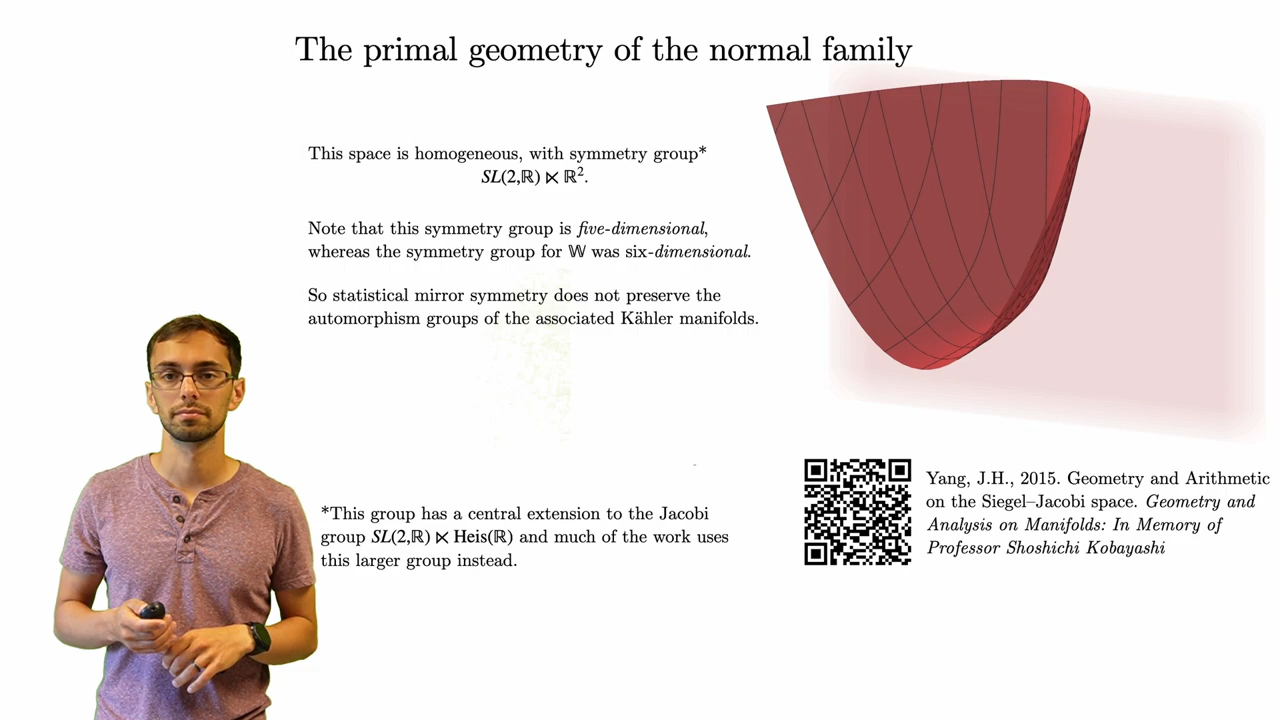 The primal geometry of the normal family
This space is homogeneous, with symmetry group*
SL(2,ℝ) ⋉ ℝ².
Note that this symmetry group is five-dimensional,
whereas the symmetry group for 𝕎 was six-dimensional.
So statistical mirror symmetry does not preserve the
automorphism groups of the associated Kähler manifolds.
*This group has a central extension to the Jacobi
group SL(2,ℝ) ⋉ Heis(ℝ) and much of the work uses
this larger group instead.
Yang, J.H., 2015. Geometry and Arithmetic
on the Siegel–Jacobi space. Geometry and
Analysis on Manifolds: In Memory of
Professor Shoshichi Kobayashi